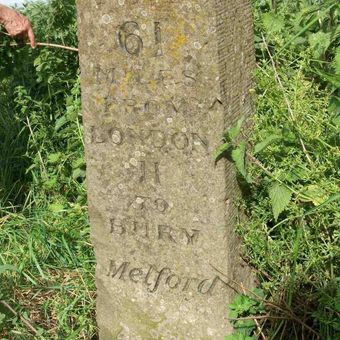 61
MILES
FROM
LONDON
11
TO
BURY
Melford